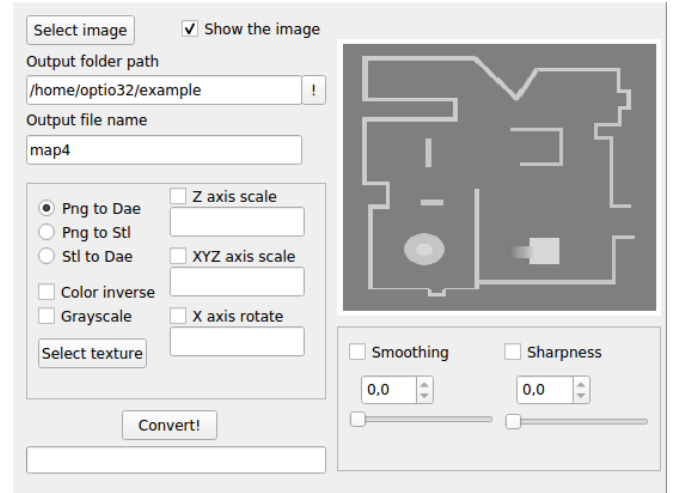 Select image
Show the image
Output folder path
/home/optio32/example
!
Output file name
map4
Png to Dae
Png to Stl
Stl to Dae
Color inverse
Grayscale
Select texture
Z axis scale
XYZ axis scale
X axis rotate
Convert!
Smoothing
Sharpness
0,0
0,0